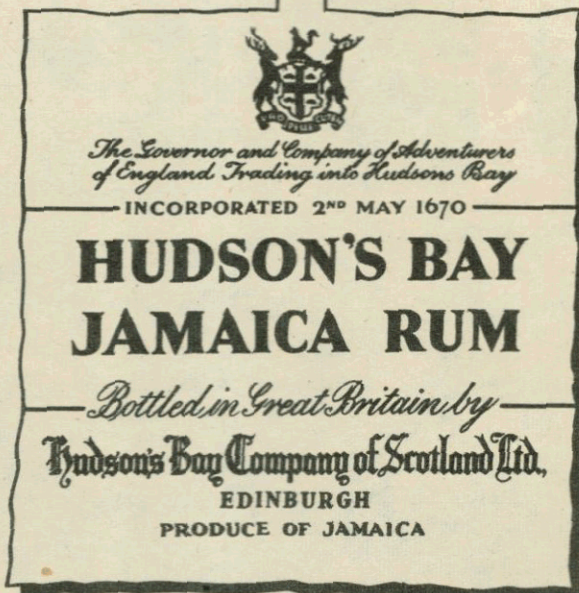 The Governor and Company of Adventurers
of England Trading into Hudsons Bay
INCORPORATED 2ND MAY 1670
HUDSON'S BAY
JAMAICA RUM
Bottled in Great Britain by
Hudson's Bay Company of Scotland Ltd.,
EDINBURGH
PRODUCE OF JAMAICA